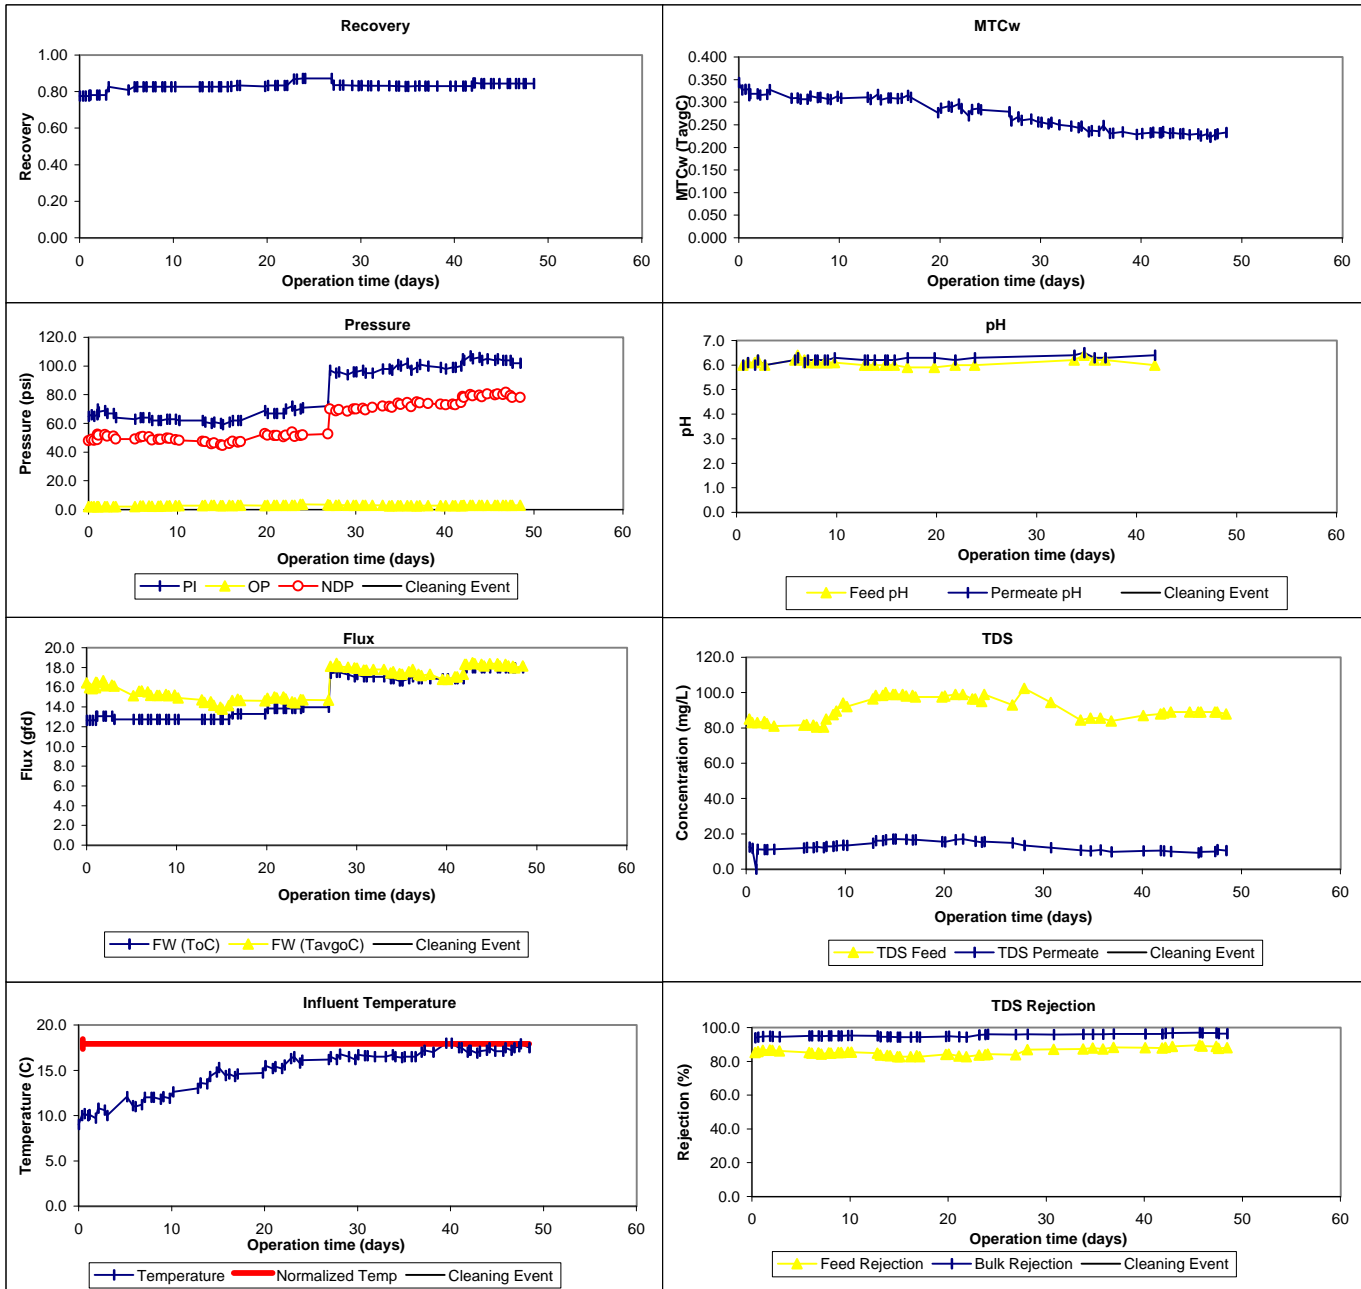 Recovery
1.00
0.80
0.60
0.40
0.20
0.00
Recovery
0 10 20 30 40 50 60
Operation time (days)
MTCw
0.400
0.350
0.300
0.250
0.200
0.150
0.100
0.050
0.000
MTCw (TavgC)
0 10 20 30 40 50 60
Operation time (days)
Pressure
120.0
100.0
80.0
60.0
40.0
20.0
0.0
Pressure (psi)
0 10 20 30 40 50 60
Operation time (days)
PI OP NDP Cleaning Event
pH
7.0
6.0
5.0
4.0
3.0
2.0
1.0
0.0
pH
0 10 20 30 40 50 60
Operation time (days)
Feed pH Permeate pH Cleaning Event
Flux
20.0
18.0
16.0
14.0
12.0
10.0
8.0
6.0
4.0
2.0
0.0
Flux (gfd)
0 10 20 30 40 50 60
Operation time (days)
FW (ToC) FW (TavgoC) Cleaning Event
TDS
120.0
100.0
80.0
60.0
40.0
20.0
0.0
Concentration (mg/L)
0 10 20 30 40 50 60
Operation time (days)
TDS Feed TDS Permeate Cleaning Event
Influent Temperature
20.0
15.0
10.0
5.0
0.0
Temperature (C)
0 10 20 30 40 50 60
Operation time (days)
Temperature Normalized Temp Cleaning Event
TDS Rejection
100.0
80.0
60.0
40.0
20.0
0.0
Rejection (%)
0 10 20 30 40 50 60
Operation time (days)
Feed Rejection Bulk Rejection Cleaning Event